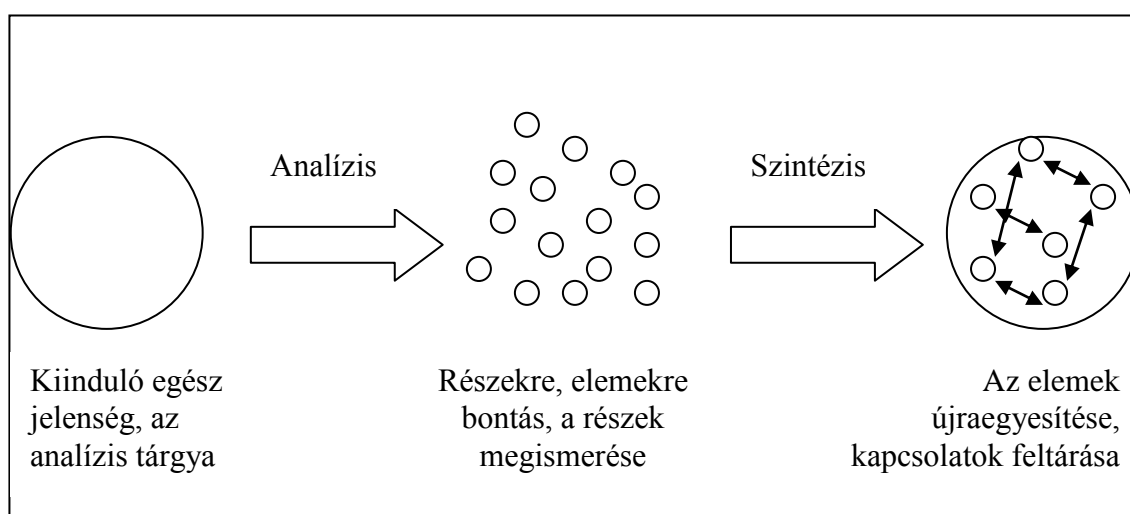 Analízis
Szintézis
Kiinduló egész
jelenség, az
analízis tárgya
Részekre, elemekre
bontás, a részek
megismerése
Az elemek
újraegyesítése,
kapcsolatok feltárása